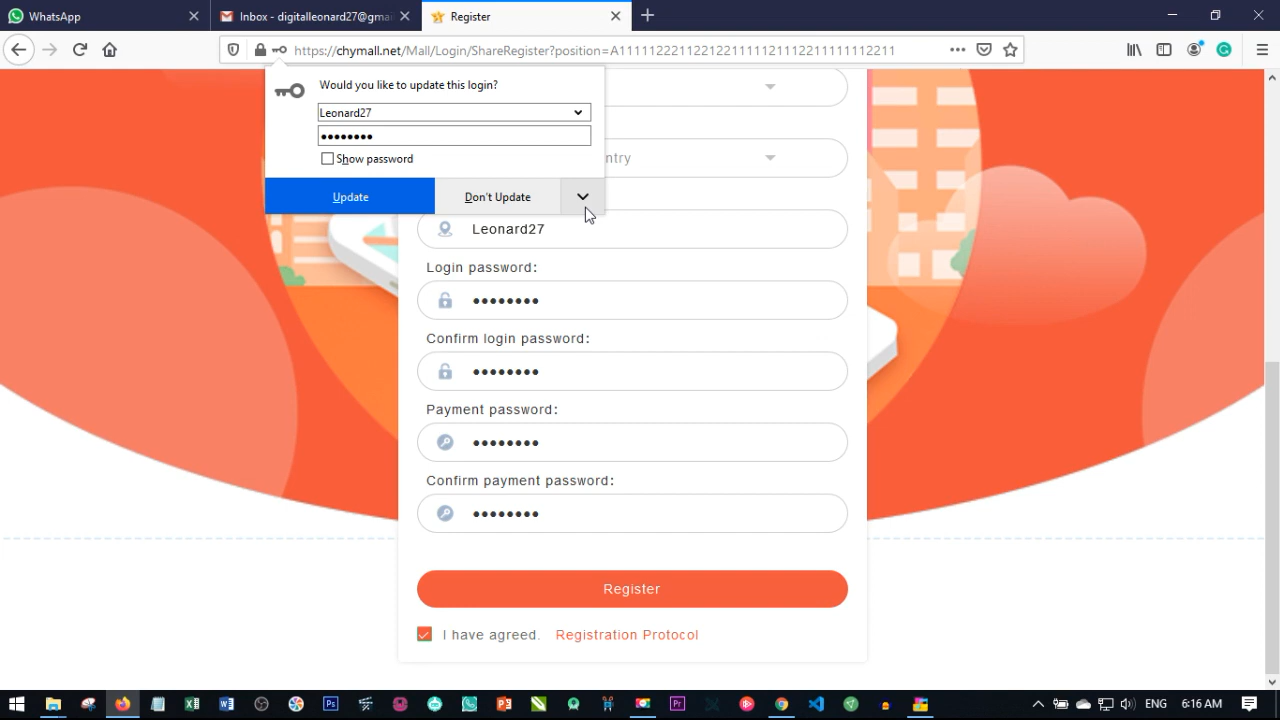 WhatsApp
Inbox - digitalleonard27@gmai
Register
https://chymall.net/Mall/Login/ShareRegister?position=A11111222112212211111211122111111112211
Would you like to update this login?
Leonard27
••••••••
Show password
Update
Don't Update
ntry
Leonard27
Login password:
••••••••
Confirm login password:
••••••••
Payment password:
••••••••
Confirm payment password:
••••••••
Register
I have agreed. Registration Protocol
ENG
6:16 AM